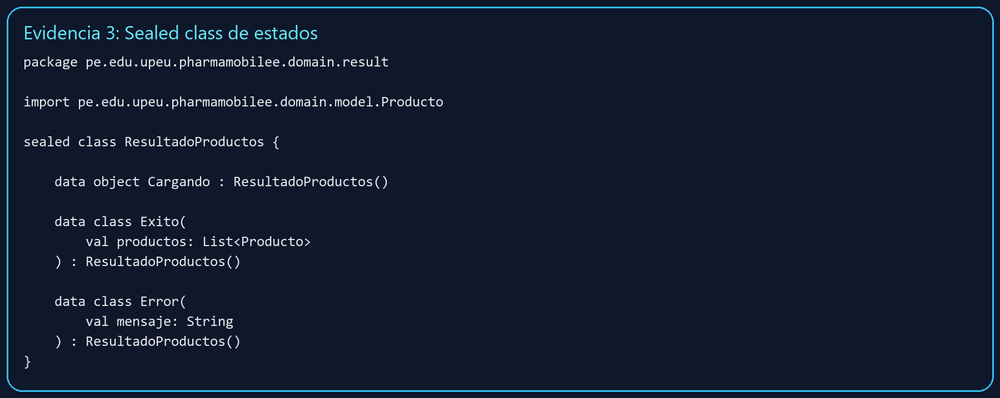 Evidencia 3: Sealed class de estados
package pe.edu.upeu.pharmamobilee.domain.result

import pe.edu.upeu.pharmamobilee.domain.model.Producto

sealed class ResultadoProductos {

    data object Cargando : ResultadoProductos()

    data class Exito(
        val productos: List<Producto>
    ) : ResultadoProductos()

    data class Error(
        val mensaje: String
    ) : ResultadoProductos()
}